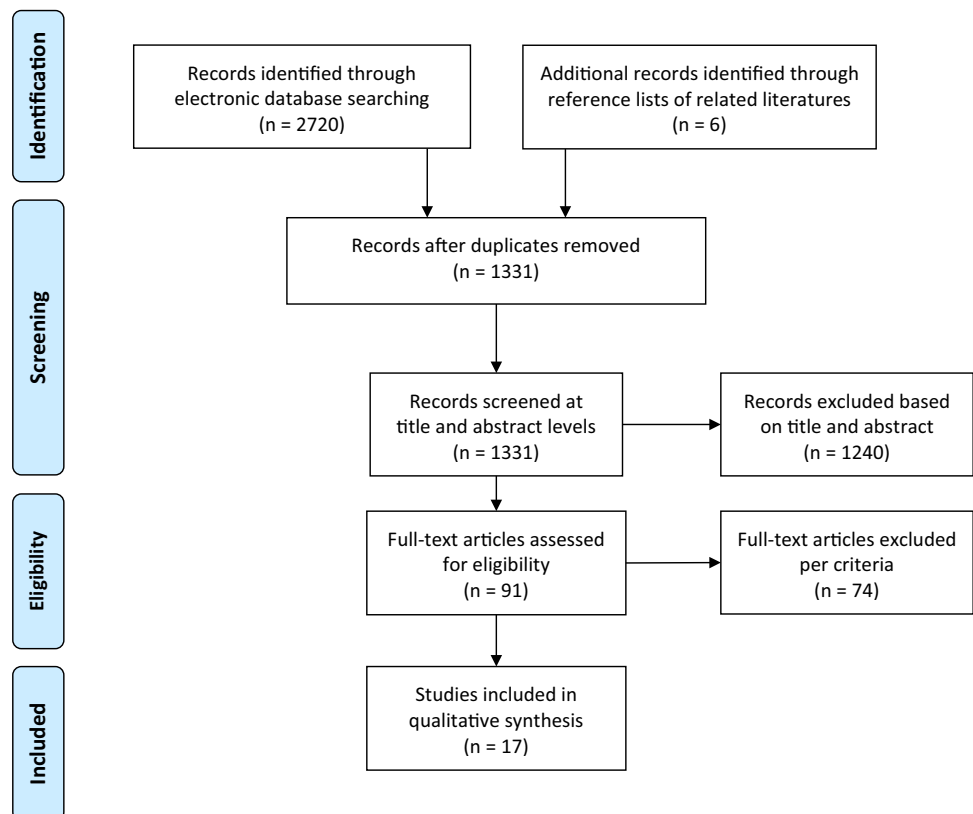 Identification
Records identified through
electronic database searching
(n = 2720)
Additional records identified through
reference lists of related literatures
(n = 6)
Screening
Records after duplicates removed
(n = 1331)
Records screened at
title and abstract levels
(n = 1331)
Records excluded based
on title and abstract
(n = 1240)
Eligibility
Full-text articles assessed
for eligibility
(n = 91)
Full-text articles excluded
per criteria
(n = 74)
Included
Studies included in
qualitative synthesis
(n = 17)